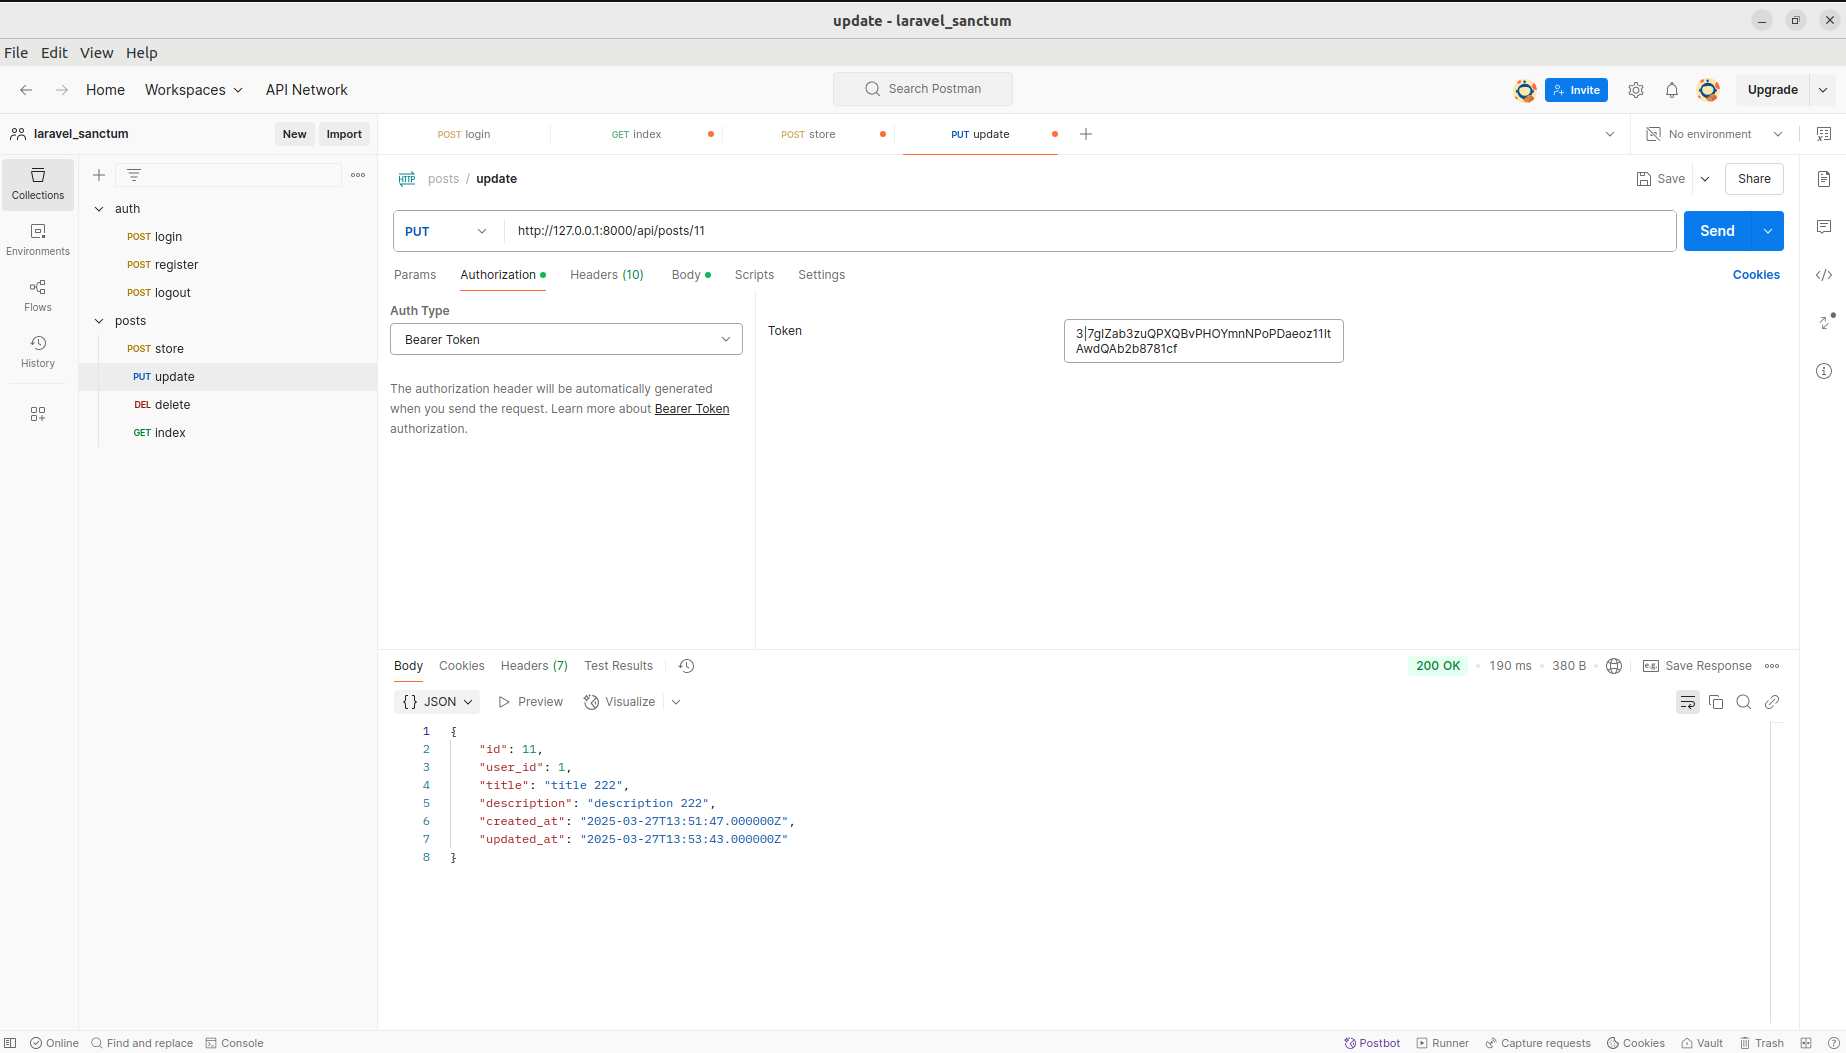 update - laravel_sanctum
File Edit View Help
Home Workspaces API Network Search Postman Invite Upgrade
laravel_sanctum New Import POST login GET index POST store PUT update No environment
Collections
Environments
Flows
History
auth
POST login
POST register
POST logout
posts
POST store
PUT update
DEL delete
GET index
HTTP posts / update Save Share
PUT http://127.0.0.1:8000/api/posts/11 Send
Params Authorization Headers (10) Body Scripts Settings Cookies
Auth Type
Bearer Token
The authorization header will be automatically generated
when you send the request. Learn more about Bearer Token
authorization.
Token
3|7glZab3zuQPXQBvPHOYmnNPoPDaeoz11lt
AwdQAb2b8781cf
Body Cookies Headers (7) Test Results 200 OK • 190 ms • 380 B • e.g. Save Response
{} JSON Preview Visualize
1 {
2 "id": 11,
3 "user_id": 1,
4 "title": "title 222",
5 "description": "description 222",
6 "created_at": "2025-03-27T13:51:47.000000Z",
7 "updated_at": "2025-03-27T13:53:43.000000Z"
8 }
Online Find and replace Console Postbot Runner Capture requests Cookies Vault Trash